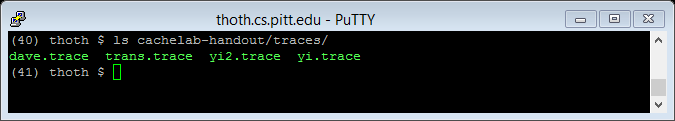 thoth.cs.pitt.edu - PuTTY
(40) thoth $ ls cachelab-handout/traces/
dave.trace  trans.trace  yi2.trace  yi.trace
(41) thoth $